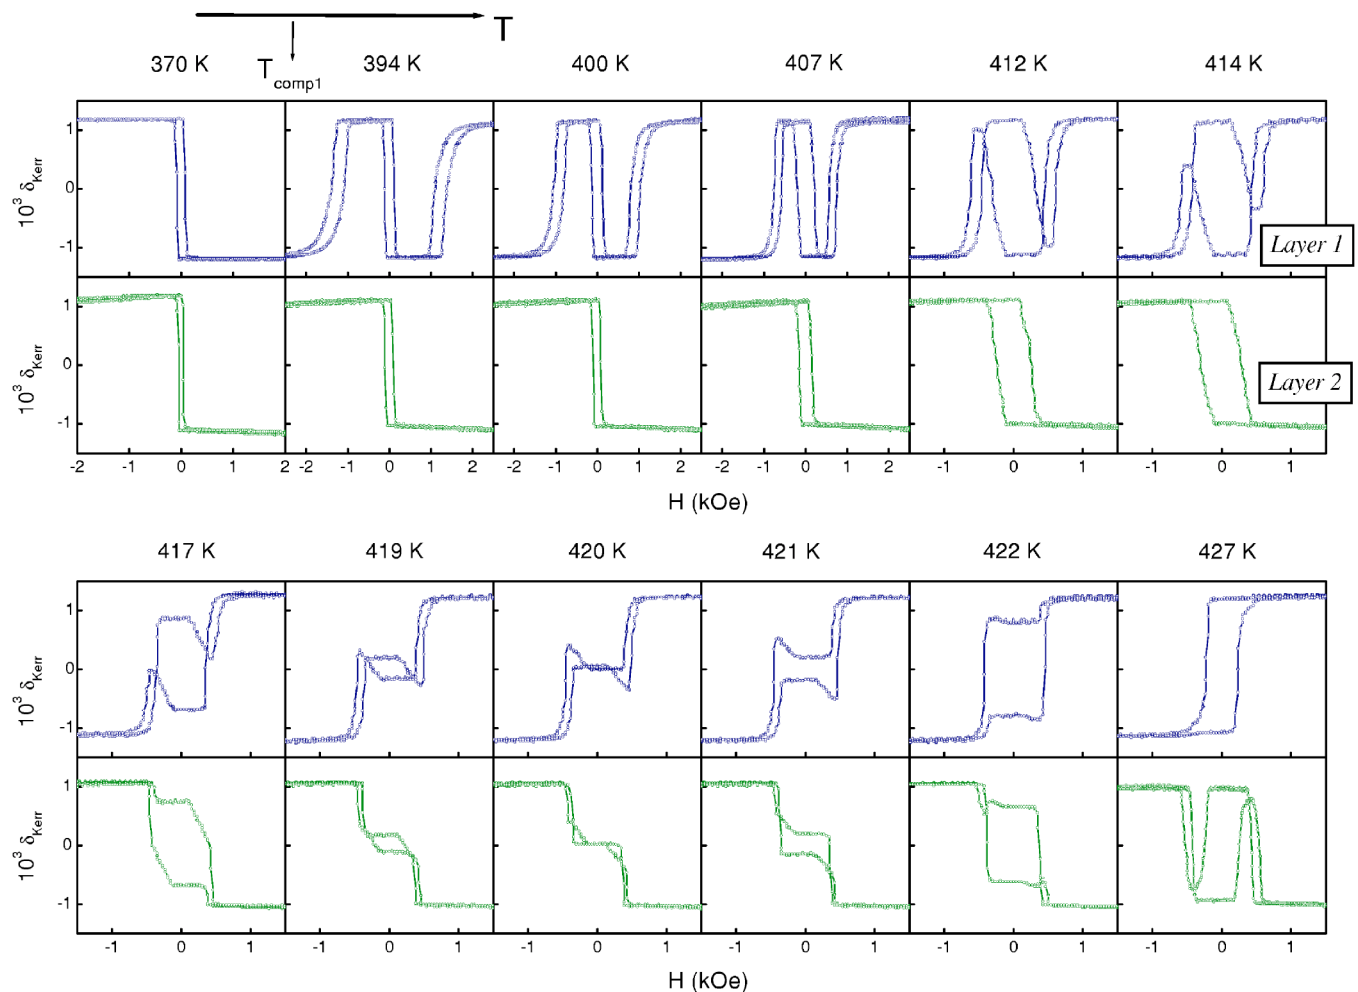 T
T comp1
370 K 394 K 400 K 407 K 412 K 414 K
10³ δKerr
1
0
-1
Layer 1
10³ δKerr
1
0
-1
Layer 2
-2 -1 0 1 2 -2 -1 0 1 2 -2 -1 0 1 2 -2 -1 0 1 2 -1 0 1 -1 0 1
H (kOe)
417 K 419 K 420 K 421 K 422 K 427 K
10³ δKerr
1
0
-1
10³ δKerr
1
0
-1
-1 0 1 -1 0 1 -1 0 1 -1 0 1 -1 0 1 -1 0 1
H (kOe)